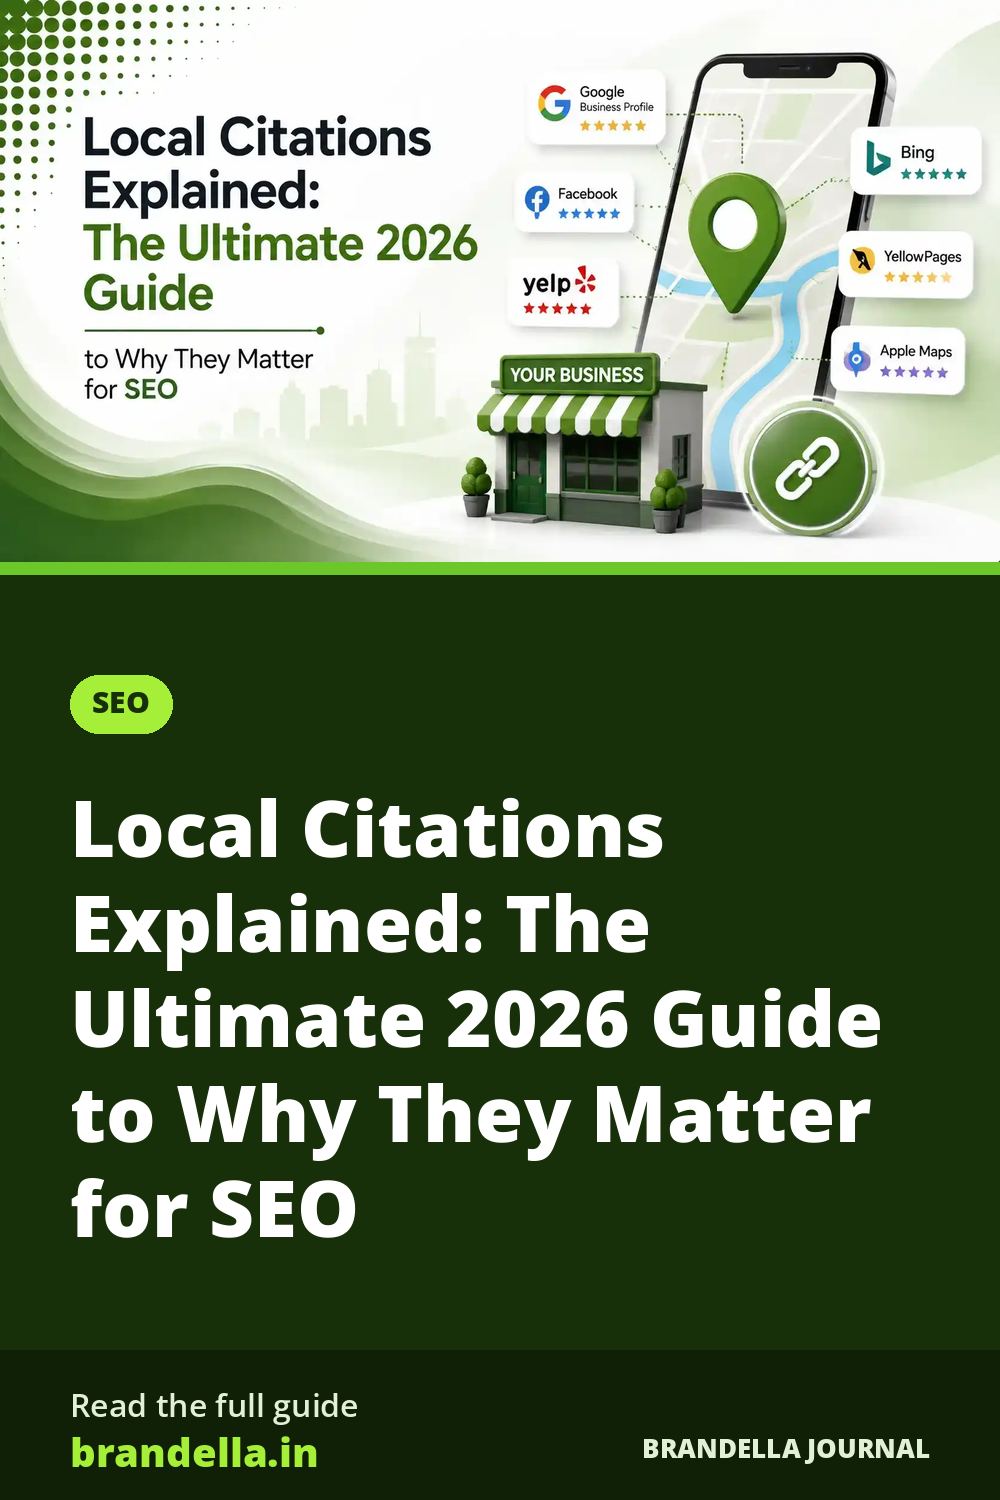 Local Citations
Explained:
The Ultimate 2026
Guide
to Why They Matter
for SEO
Google
Business Profile
Facebook
yelp
Bing
YellowPages
Apple Maps
YOUR BUSINESS
SEO
Local Citations
Explained: The
Ultimate 2026 Guide
to Why They Matter
for SEO
Read the full guide
brandella.in
BRANDELLA JOURNAL